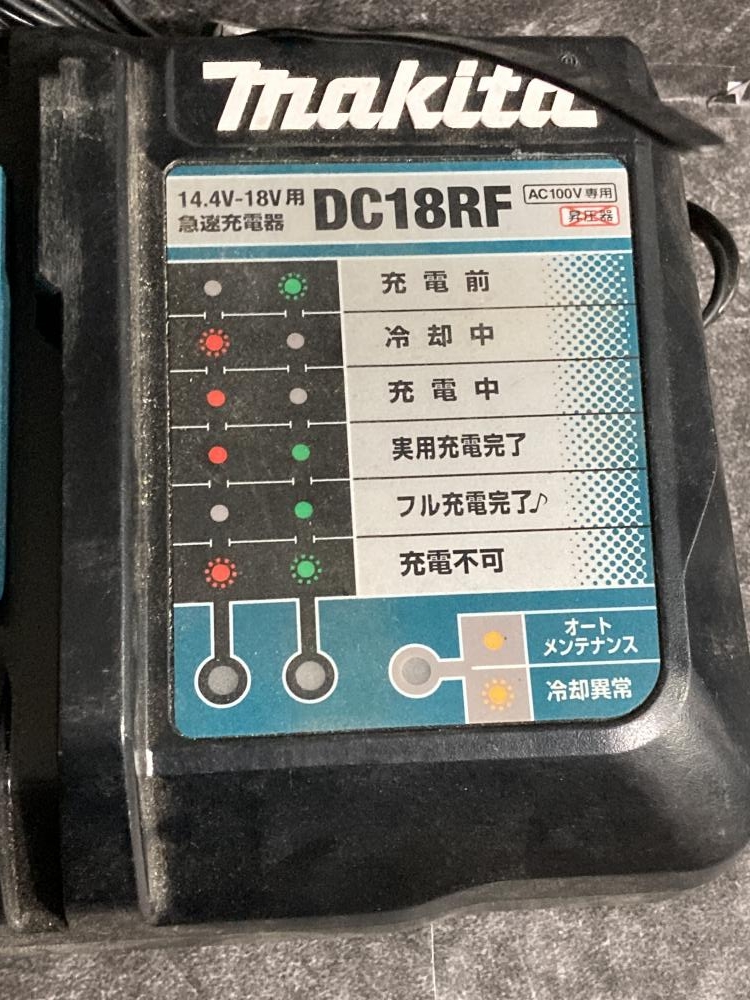 makita
14.4V-18V用
急速充電器
DC18RF
AC100V専用
昇圧器
充電前
冷却中
充電中
実用充電完了
フル充電完了♪
充電不可
オート
メンテナンス
冷却異常